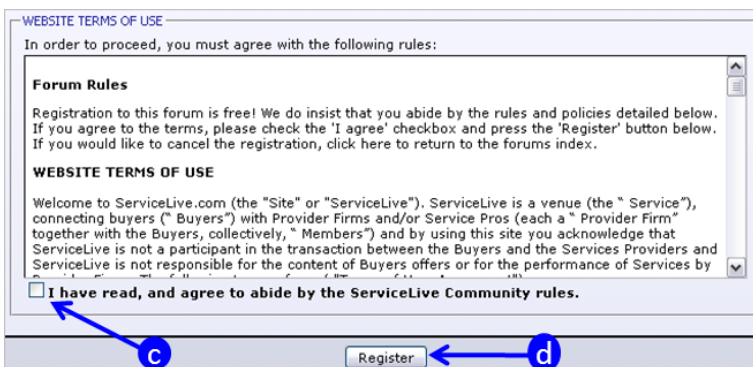 WEBSITE TERMS OF USE
In order to proceed, you must agree with the following rules:
Forum Rules
Registration to this forum is free! We do insist that you abide by the rules and policies detailed below.
If you agree to the terms, please check the 'I agree' checkbox and press the 'Register' button below.
If you would like to cancel the registration, click here to return to the forums index.
WEBSITE TERMS OF USE
Welcome to ServiceLive.com (the "Site" or "ServiceLive"). ServiceLive is a venue (the “ Service”),
connecting buyers (“ Buyers”) with Provider Firms and/or Service Pros (each a “ Provider Firm”
together with the Buyers, collectively, “ Members”) and by using this site you acknowledge that
ServiceLive is not a participant in the transaction between the Buyers and the Services Providers and
ServiceLive is not responsible for the content of Buyers offers or for the performance of Services by
I have read, and agree to abide by the ServiceLive Community rules.
c
Register
d